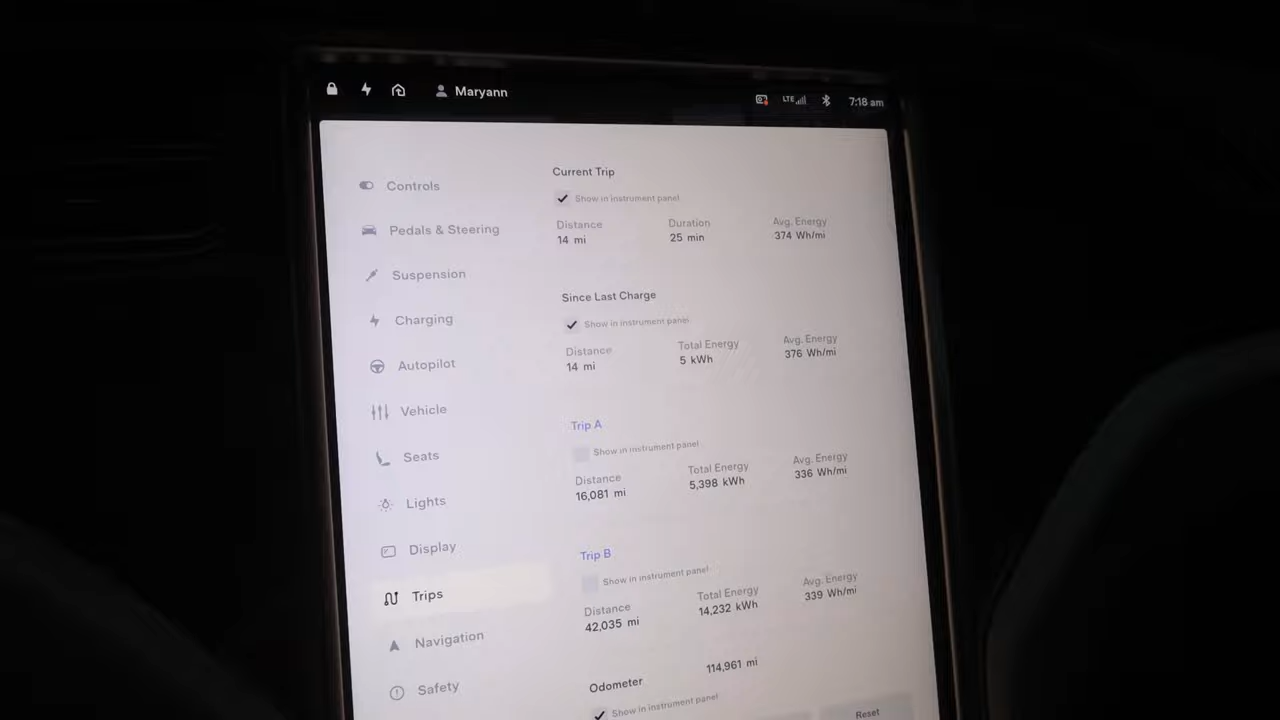 Maryann
LTE
7:18 am
Controls
Pedals & Steering
Suspension
Charging
Autopilot
Vehicle
Seats
Lights
Display
Trips
Navigation
Safety
Current Trip
Show in instrument panel
Distance Duration Avg. Energy
14 mi 25 min 374 Wh/mi
Since Last Charge
Show in instrument panel
Distance Total Energy Avg. Energy
14 mi 5 kWh 376 Wh/mi
Trip A
Show in instrument panel
Distance Total Energy Avg. Energy
16,081 mi 5,398 kWh 336 Wh/mi
Trip B
Show in instrument panel
Distance Total Energy Avg. Energy
42,035 mi 14,232 kWh 339 Wh/mi
Odometer 114,961 mi
Show in instrument panel
Reset